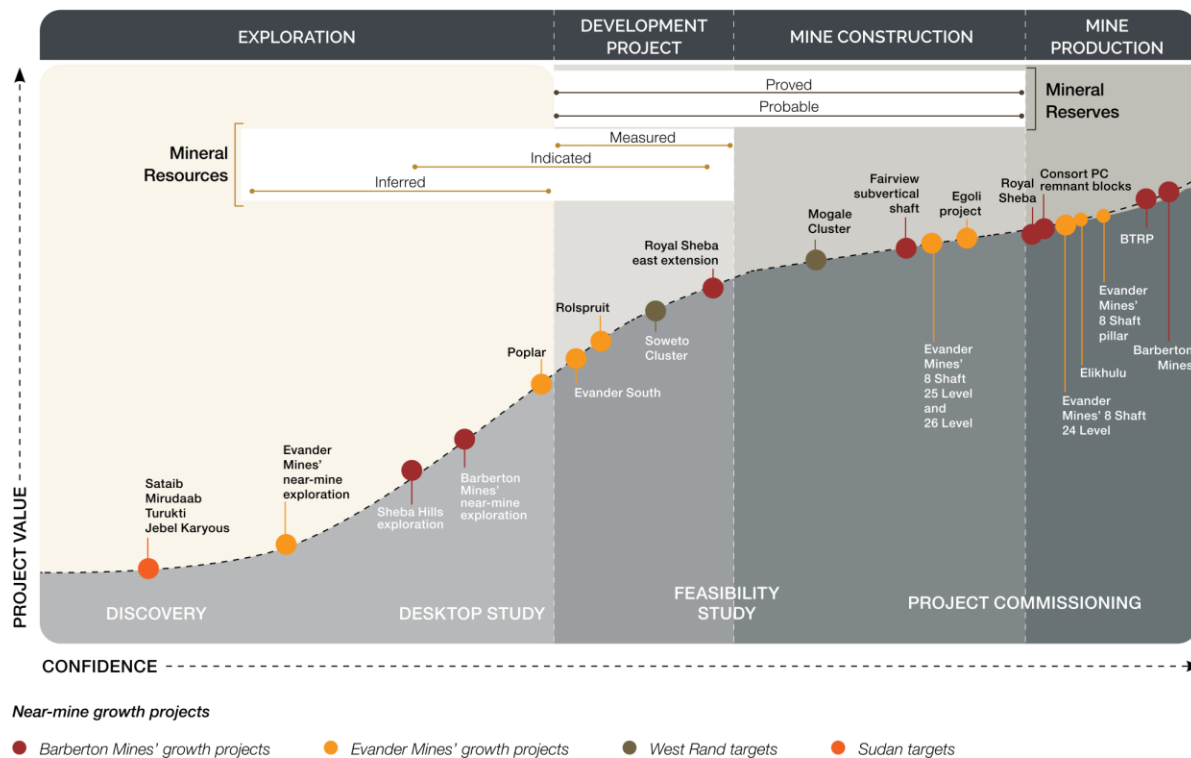 EXPLORATION
DEVELOPMENT
PROJECT
MINE CONSTRUCTION
MINE
PRODUCTION
Proved
Probable
Mineral
Reserves
Measured
Indicated
Inferred
Mineral
Resources
Sataib
Mirudaab
Turukti
Jebel Karyous
Evander
Mines'
near-mine
exploration
Sheba Hills
exploration
Barberton
Mines'
near-mine
exploration
Poplar
Evander South
Rolspruit
Soweto
Cluster
Royal Sheba
east extension
Mogale
Cluster
Fairview
subvertical
shaft
Evander
Mines'
8 Shaft
25 Level
and
26 Level
Egoli
project
Royal
Sheba
Consort PC
remnant blocks
Evander
Mines' 8 Shaft
24 Level
Elikhulu
Evander
Mines'
8 Shaft
pillar
BTRP
Barberton
Mines
DISCOVERY
DESKTOP STUDY
FEASIBILITY
STUDY
PROJECT COMMISSIONING
PROJECT VALUE
CONFIDENCE
Near-mine growth projects
Barberton Mines' growth projects
Evander Mines' growth projects
West Rand targets
Sudan targets